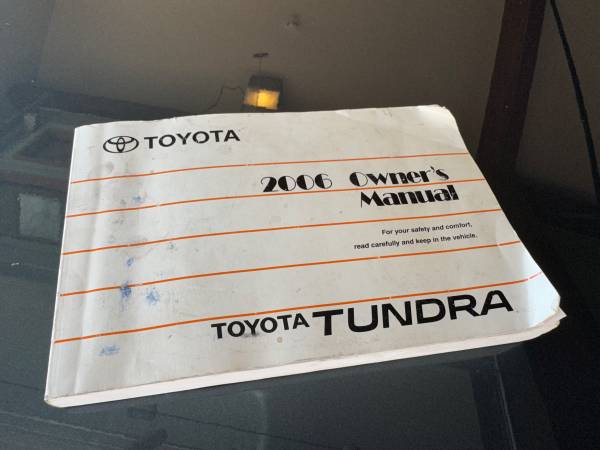 TOYOTA
2006 Owner's
Manual
For your safety and comfort,
read carefully and keep in the vehicle.
TOYOTA TUNDRA